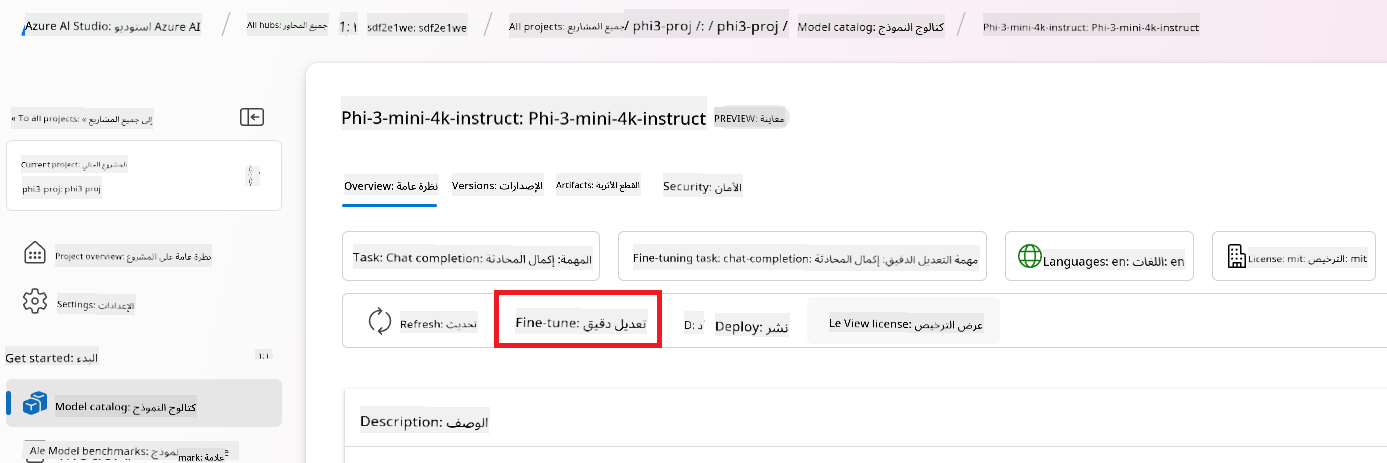 Azure AI Studio: استوديو Azure AI / All hubs: جميع المحاور sdf2e1we: sdf2e1we / All projects: جميع المشاريع / phi3-proj /: / phi3-proj / Model catalog: كتالوج النموذج / Phi-3-mini-4k-instruct: Phi-3-mini-4k-instruct
« To all projects: « إلى جميع المشاريع
Current project: المشروع الحالي
phi3 proj: phi3 proj
Project overview: نظرة عامة على المشروع
Settings: الإعدادات
Get started: البدء
Model catalog: كتالوج النموذج
Ale Model benchmarks: نموذج
mark: علامة
Phi-3-mini-4k-instruct: Phi-3-mini-4k-instruct PREVIEW: معاينة
Overview: نظرة عامة Versions: الإصدارات Artifacts: القطع الأثرية Security: الأمان
Task: Chat completion: المهمة: إكمال المحادثة Fine-tuning task: chat-completion: مهمة التعديل الدقيق: إكمال المحادثة Languages: en: اللغات: en License: mit: الترخيص: mit
Refresh: تحديث Fine-tune: تعديل دقيق D: د Deploy: نشر Le View license: عرض الترخيص
Description: الوصف